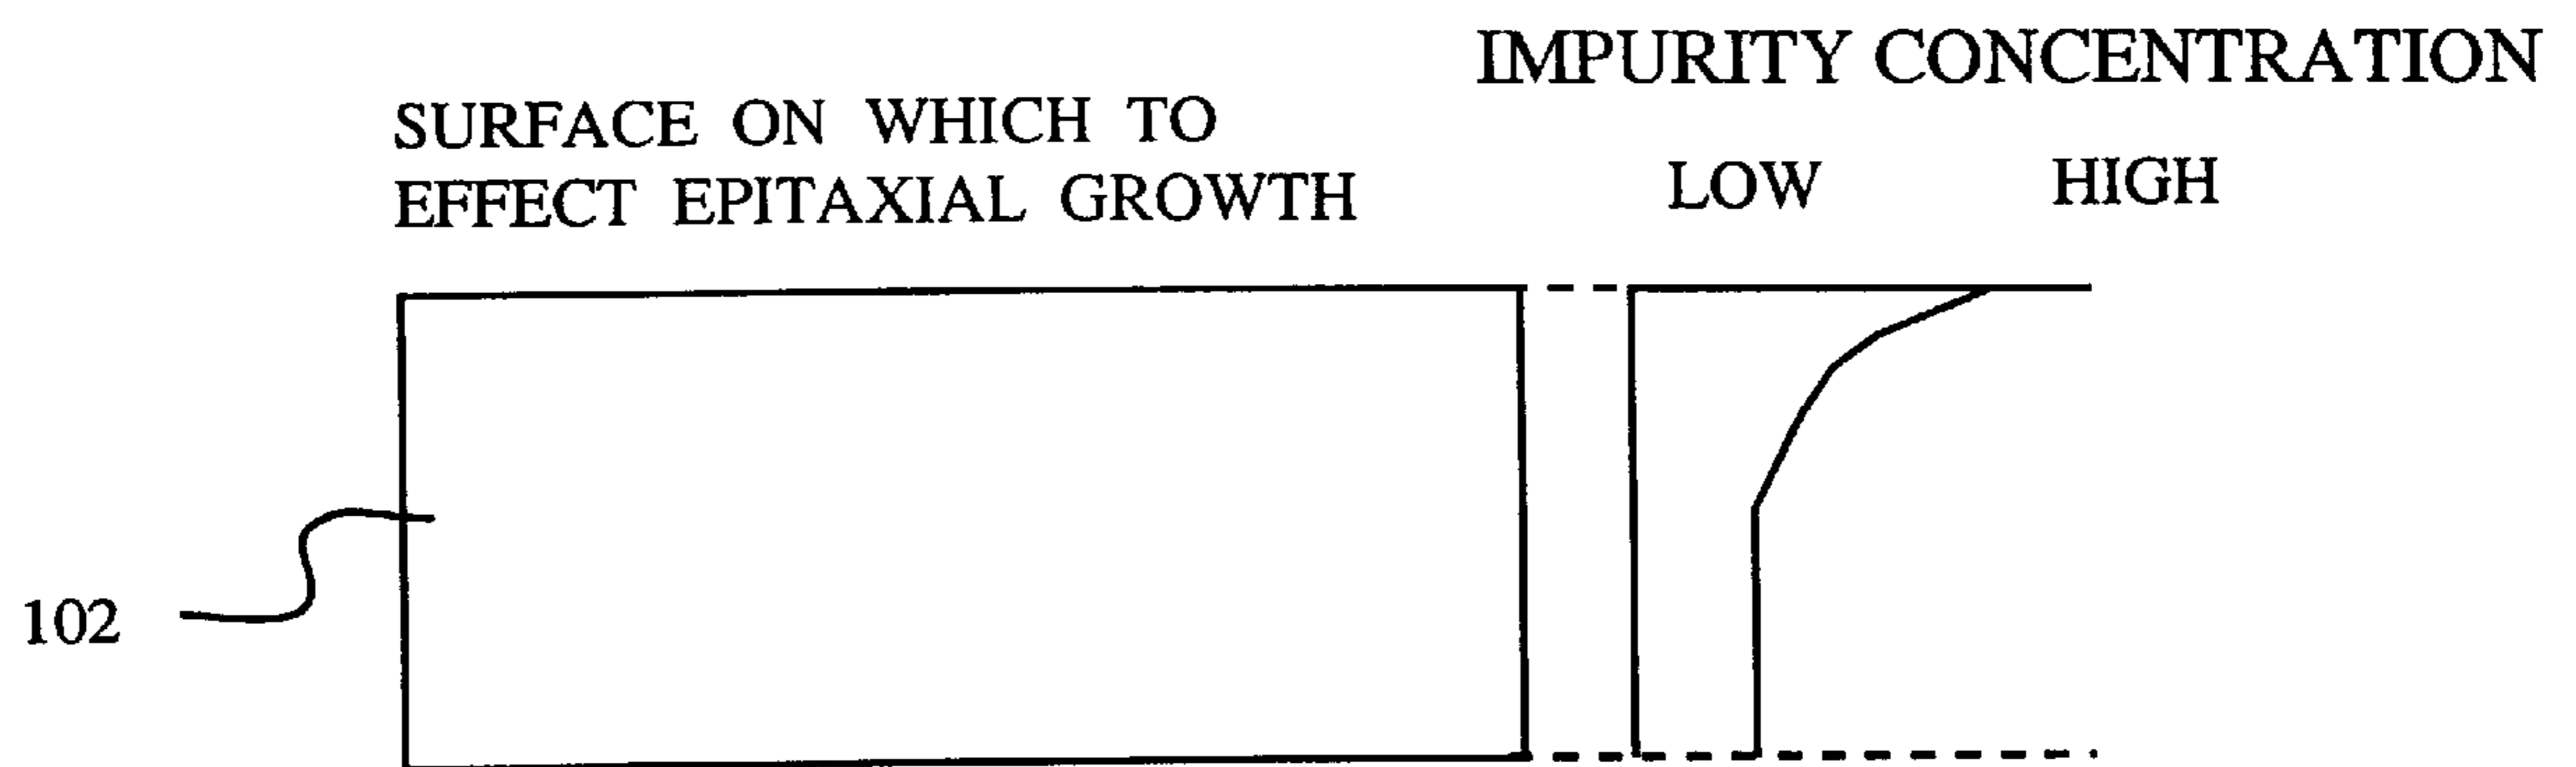 IMPURITY CONCENTRATION
SURFACE ON WHICH TO
EFFECT EPITAXIAL GROWTH
LOW HIGH
102